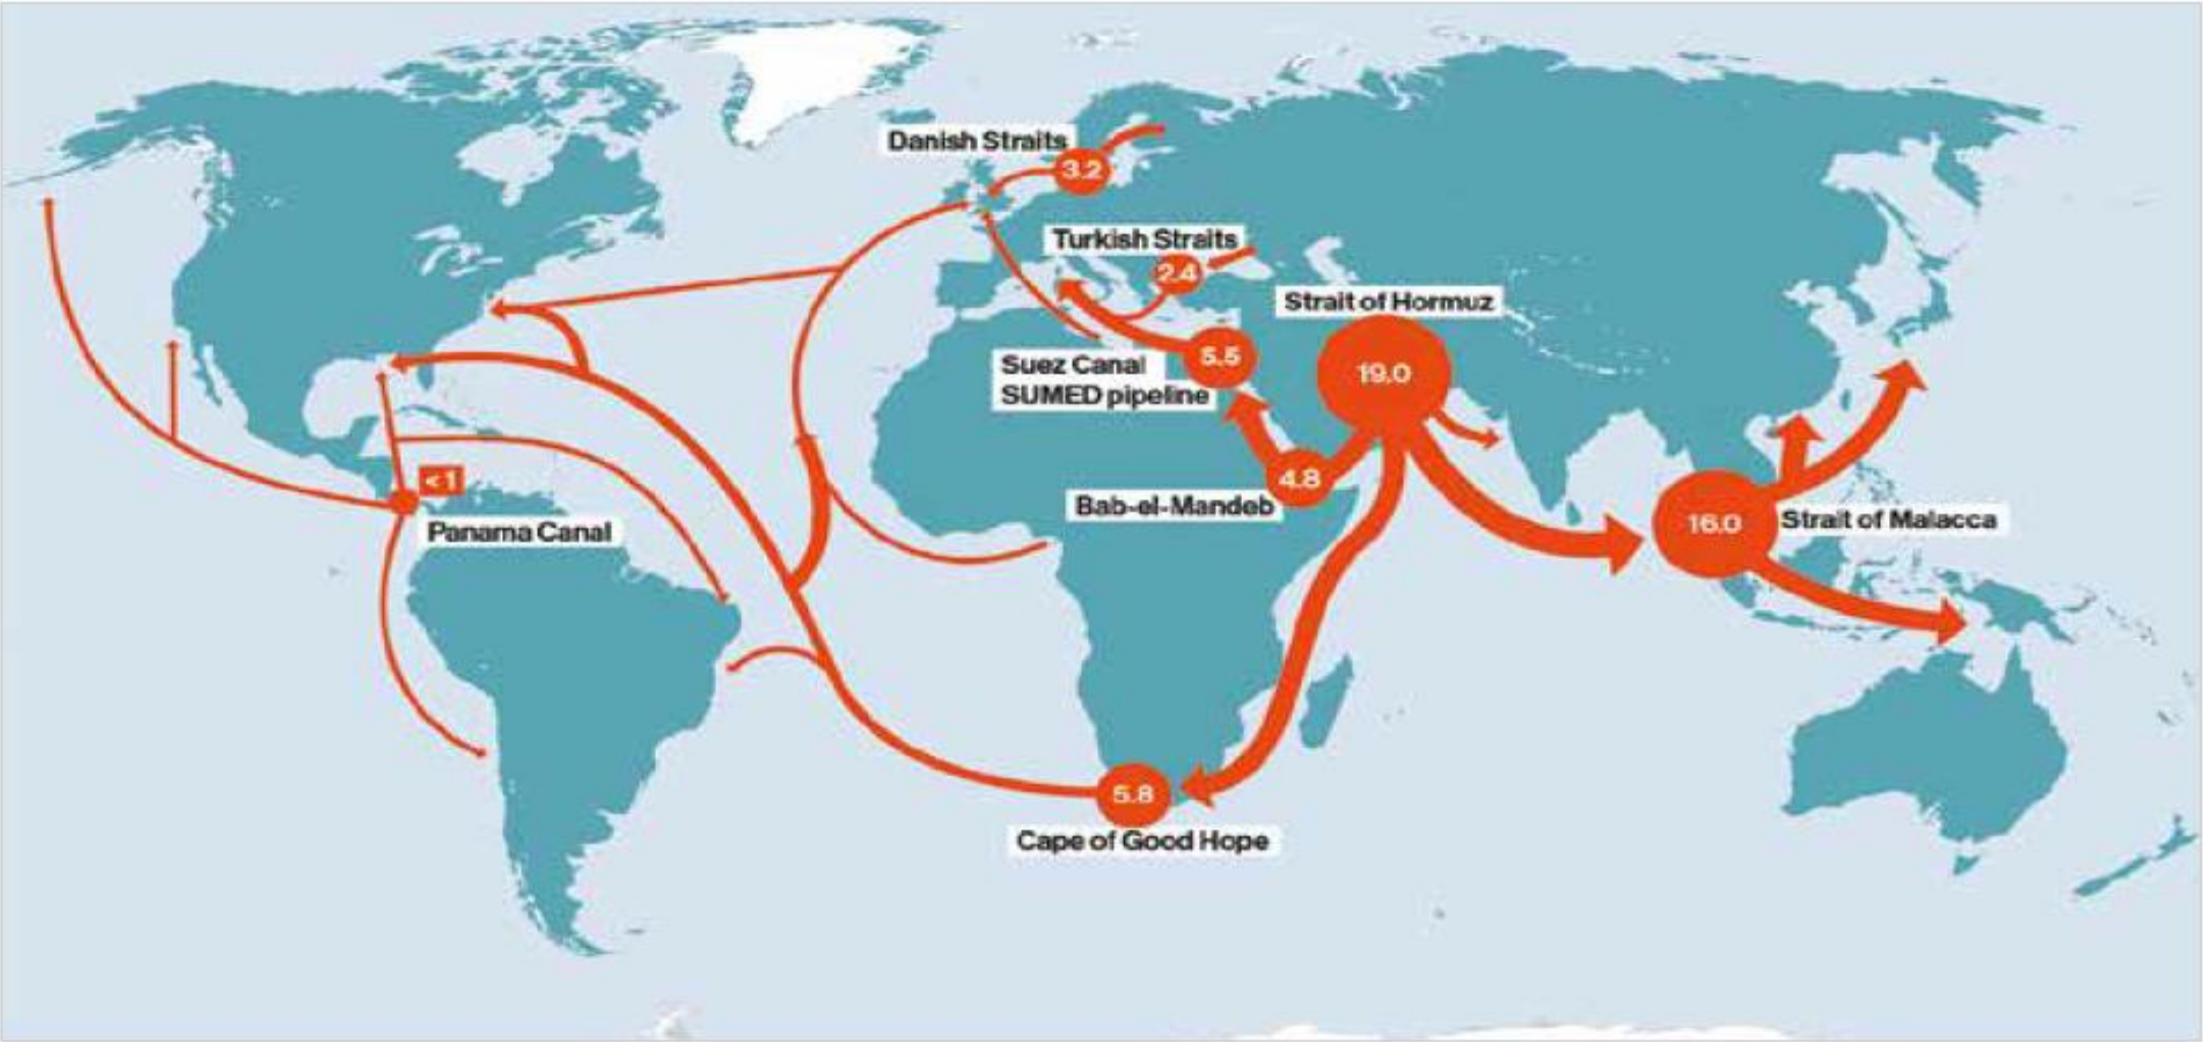 Danish Straits
3.2
Turkish Straits
2.4
Strait of Hormuz
19.0
Suez Canal
SUMED pipeline
5.5
<1
Panama Canal
Bab-el-Mandeb
4.8
16.0
Strait of Malacca
5.8
Cape of Good Hope